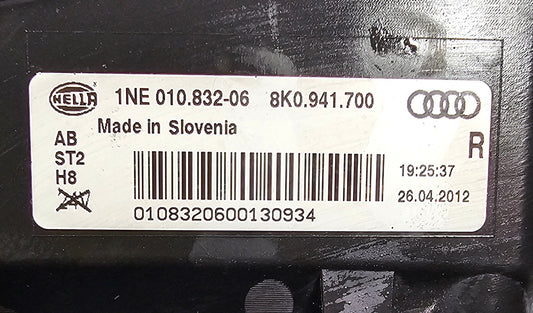 HELLA 1NE 010.832-06 8K0.941.700
Made in Slovenia
AB
ST2
H8
R
19:25:37
26.04.2012
0108320600130934